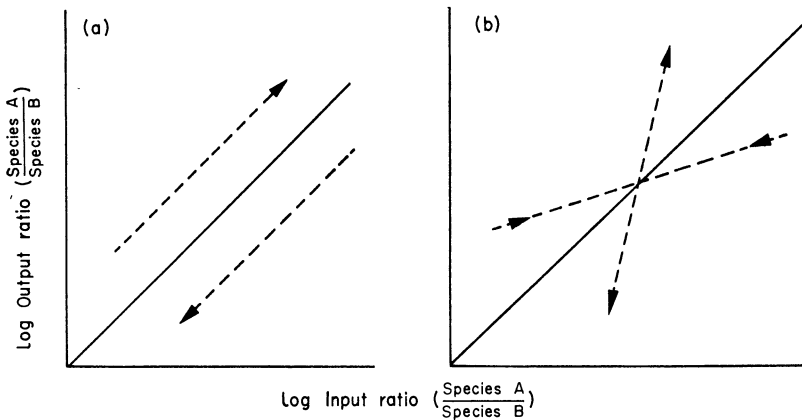 (a)
(b)
Log Output ratio (Species A / Species B)
Log Input ratio (Species A / Species B)